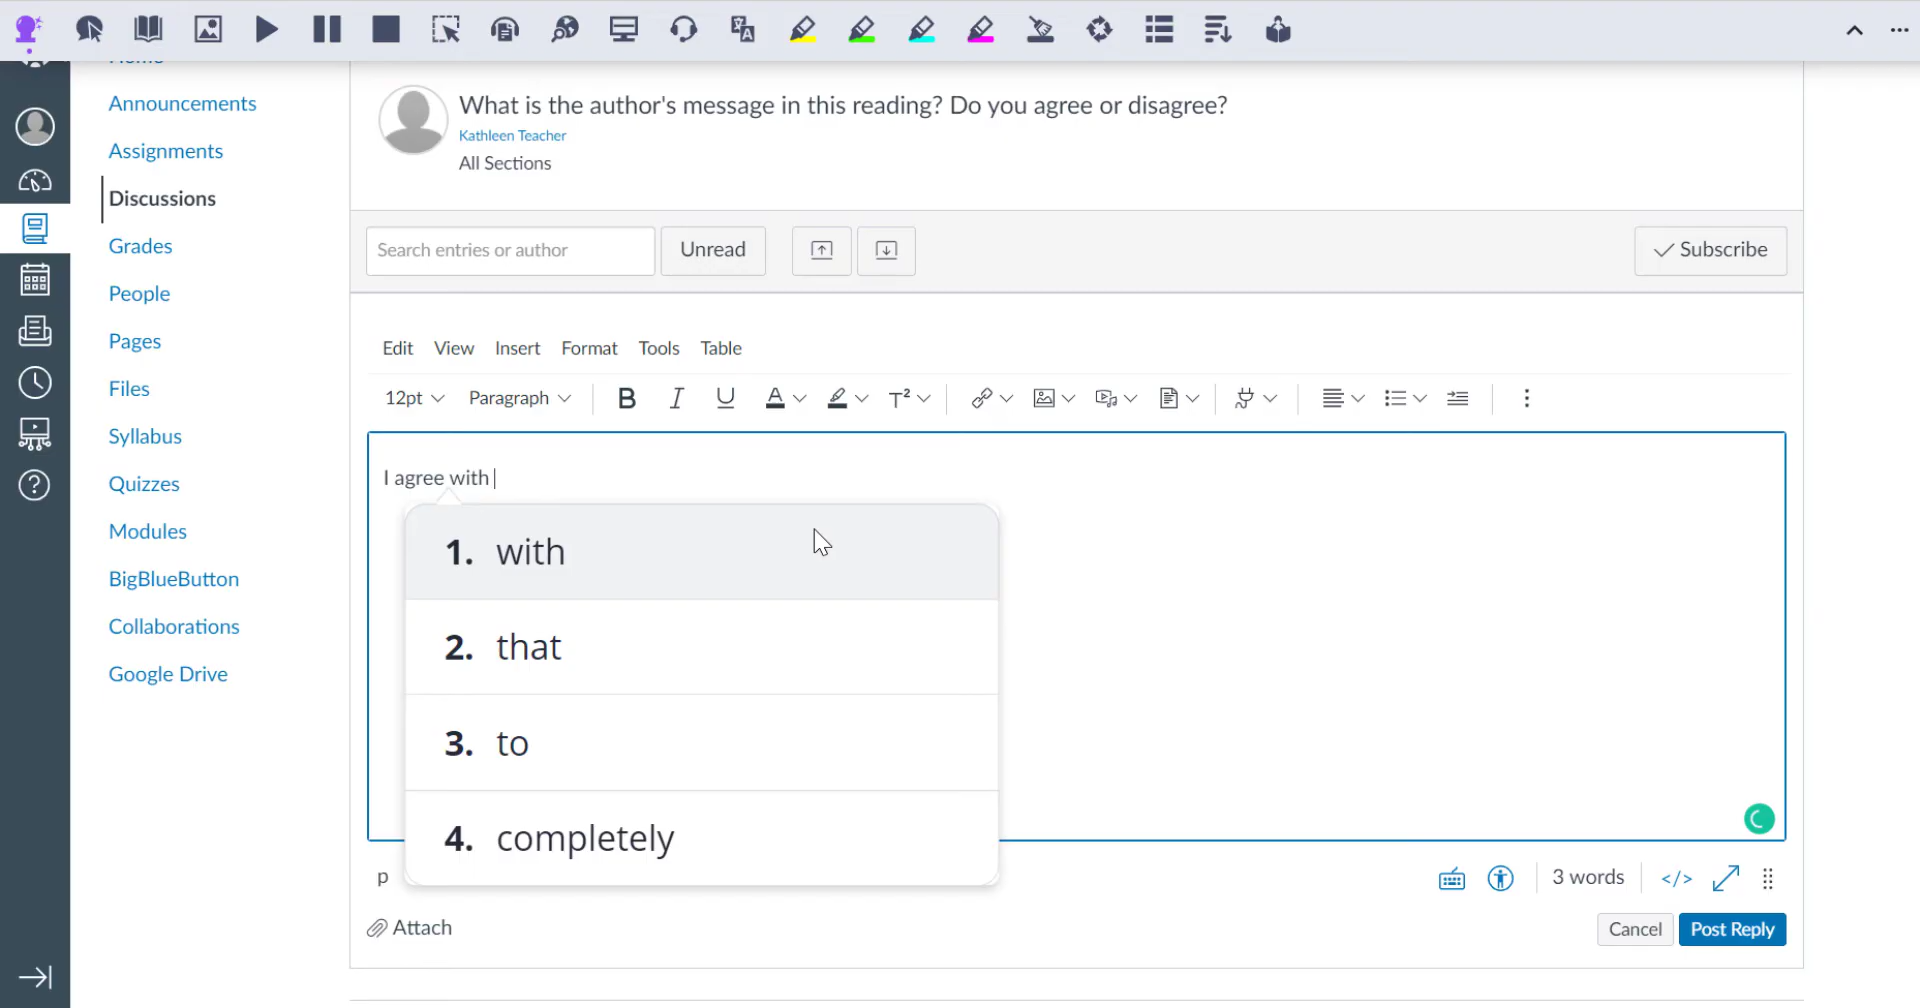 Announcements
Assignments
Discussions
Grades
People
Pages
Files
Syllabus
Quizzes
Modules
BigBlueButton
Collaborations
Google Drive
What is the author's message in this reading? Do you agree or disagree?
Kathleen Teacher
All Sections
Search entries or author
Unread
Subscribe
Edit View Insert Format Tools Table
12pt Paragraph B I U A T²
I agree with
1. with
2. that
3. to
4. completely
p
3 words </>
Attach
Cancel Post Reply